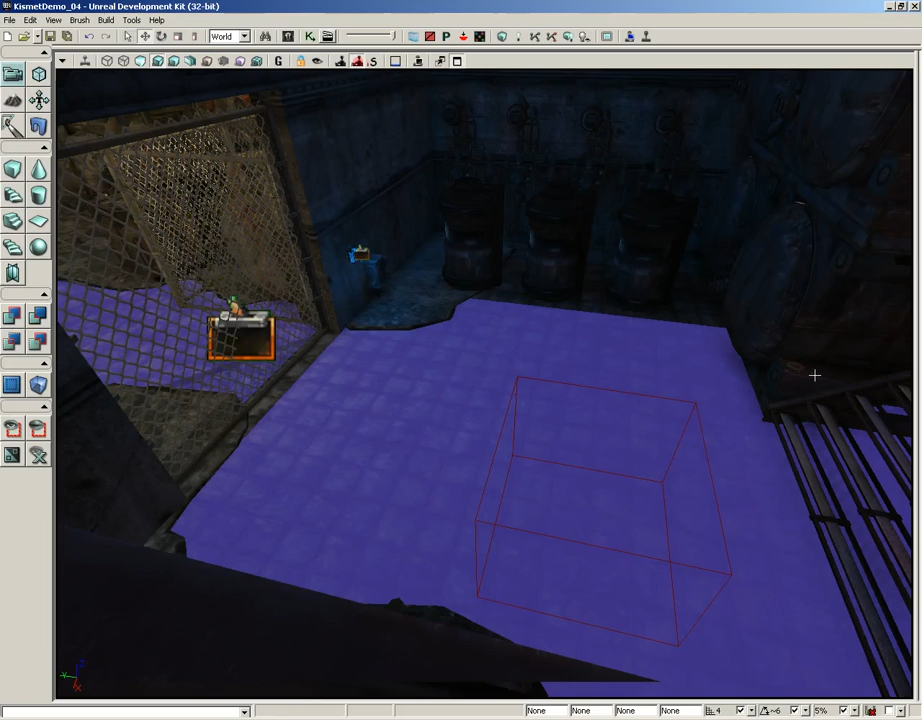 KismetDemo_04 - Unreal Development Kit (32-bit)
File Edit View Brush Build Tools Help
World
K
P
G
S
Z
Y
X
None None None None 4 ~6 5%